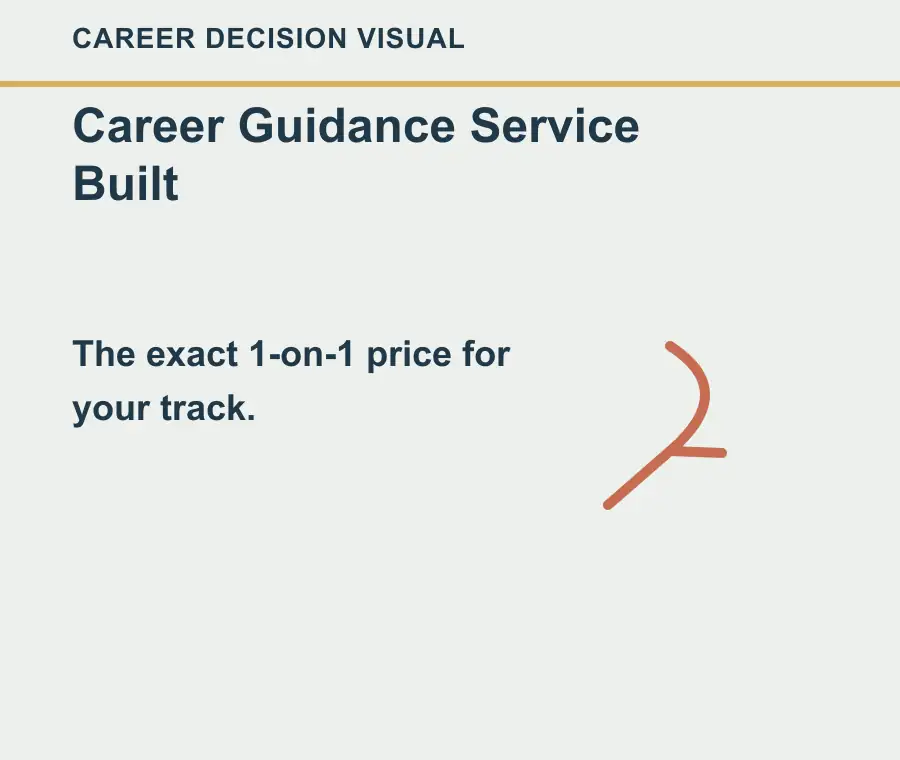 CAREER DECISION VISUAL
Career Guidance Service
Built
The exact 1-on-1 price for
your track.